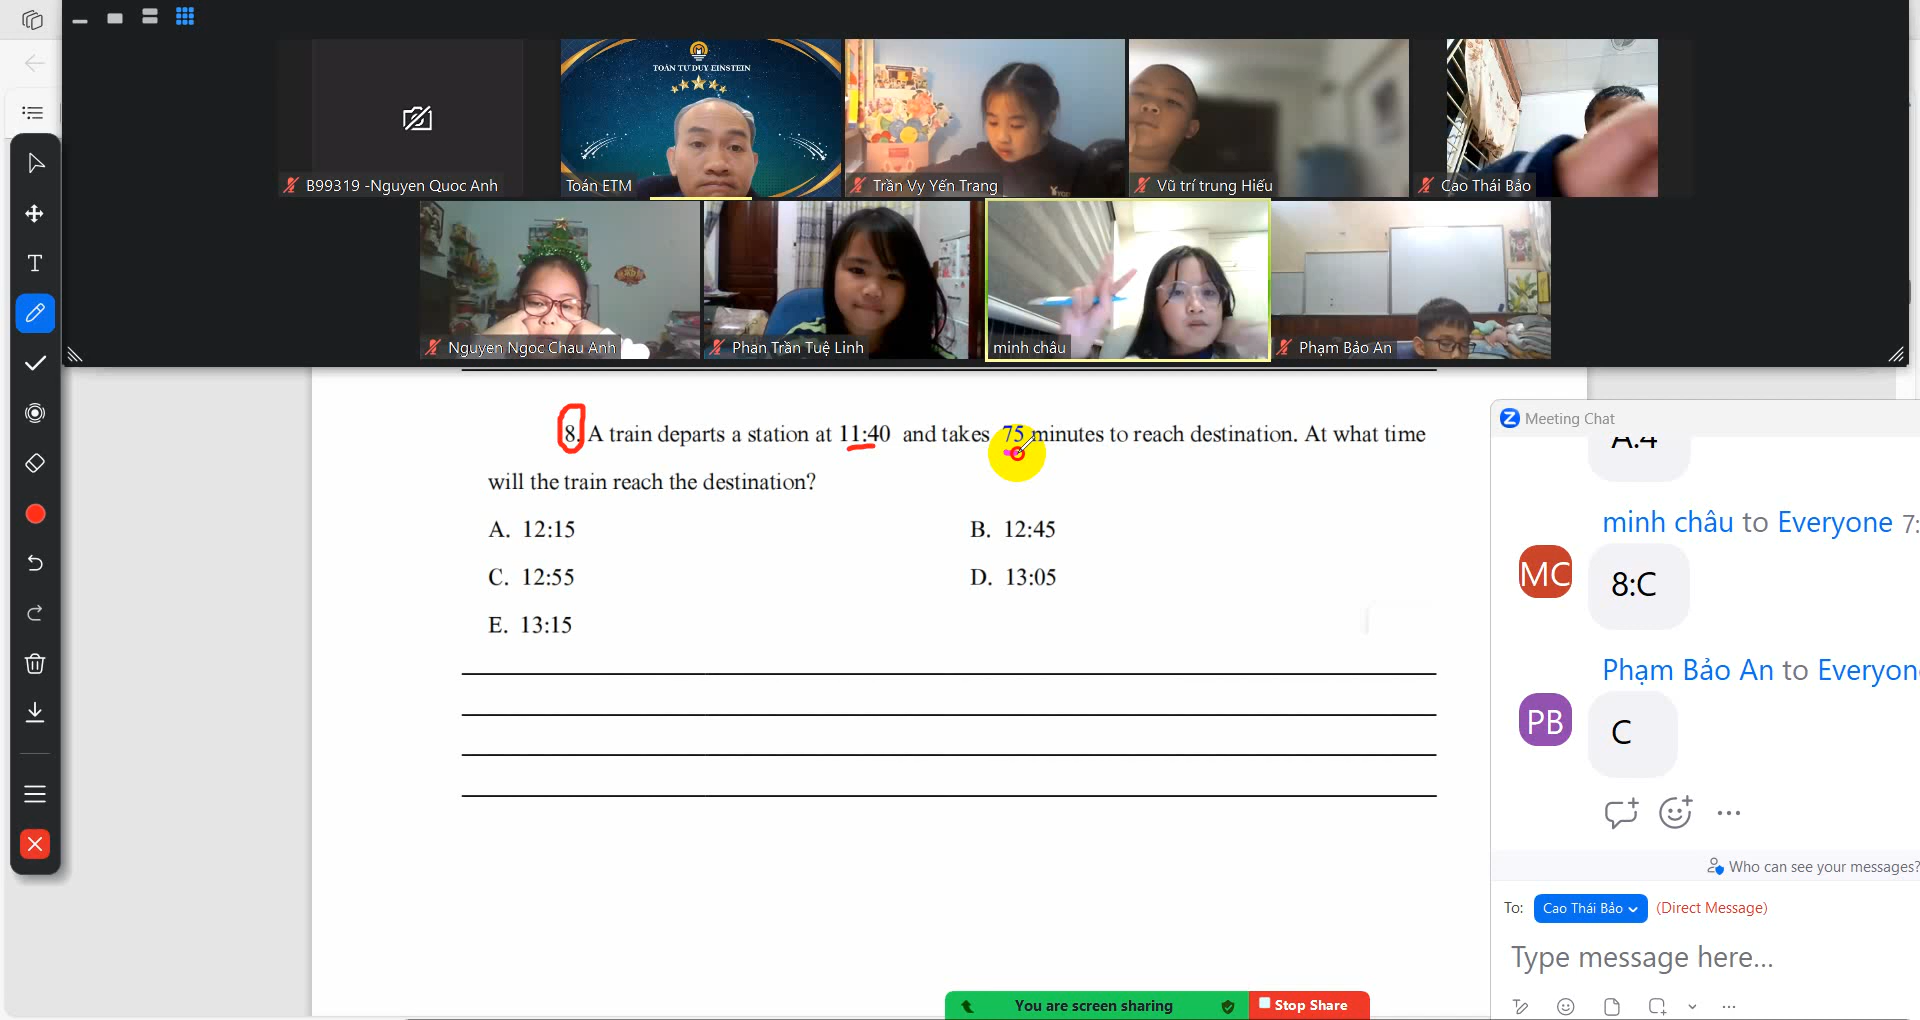 TOÁN TƯ DUY EINSTEIN
B99319 -Nguyen Quoc Anh
Toán ETM
Trần Vy Yến Trang
Vũ trí trung Hiếu
Cao Thái Bảo
Nguyen Ngoc Chau Anh
Phan Trần Tuệ Linh
minh châu
Phạm Bảo An
8. A train departs a station at 11:40 and takes 75 minutes to reach destination. At what time
will the train reach the destination?
A. 12:15
B. 12:45
C. 12:55
D. 13:05
E. 13:15
Meeting Chat
A.4
minh châu to Everyone 7:
MC
8:C
Phạm Bảo An to Everyon
PB
C
Who can see your messages?
To: Cao Thái Bảo (Direct Message)
Type message here...
You are screen sharing
Stop Share